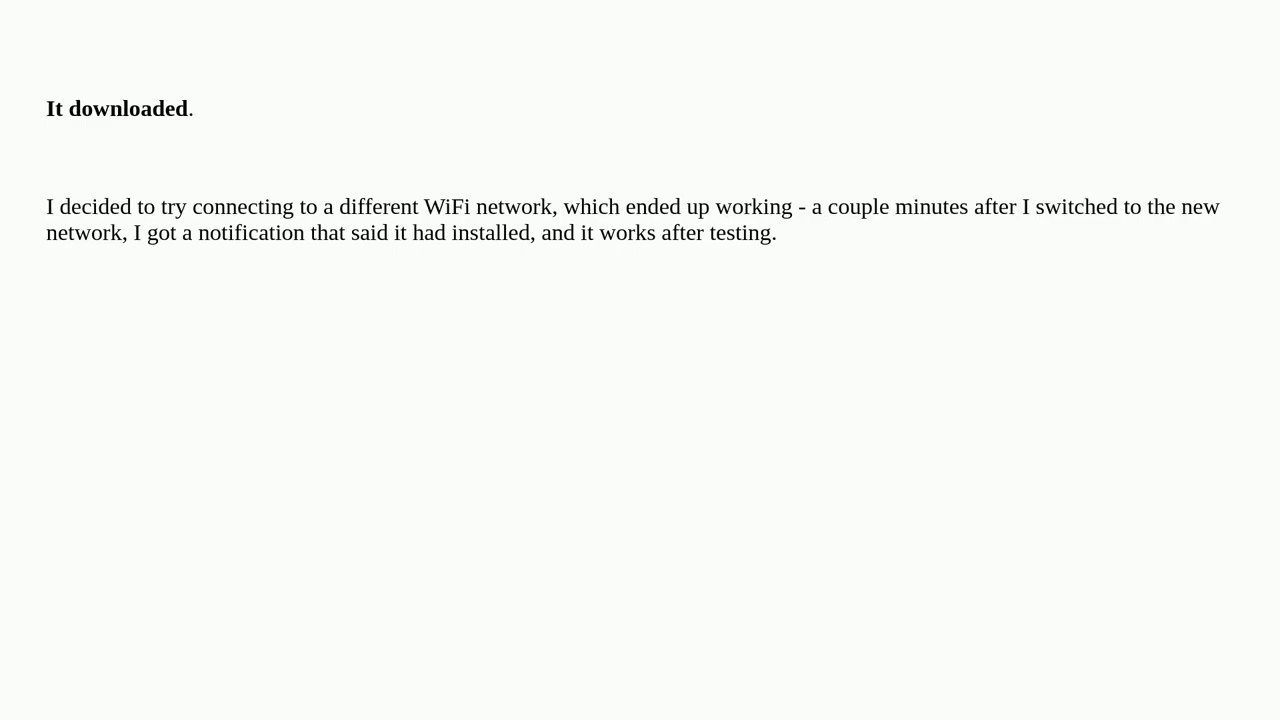 It downloaded.
I decided to try connecting to a different WiFi network, which ended up working - a couple minutes after I switched to the new
network, I got a notification that said it had installed, and it works after testing.